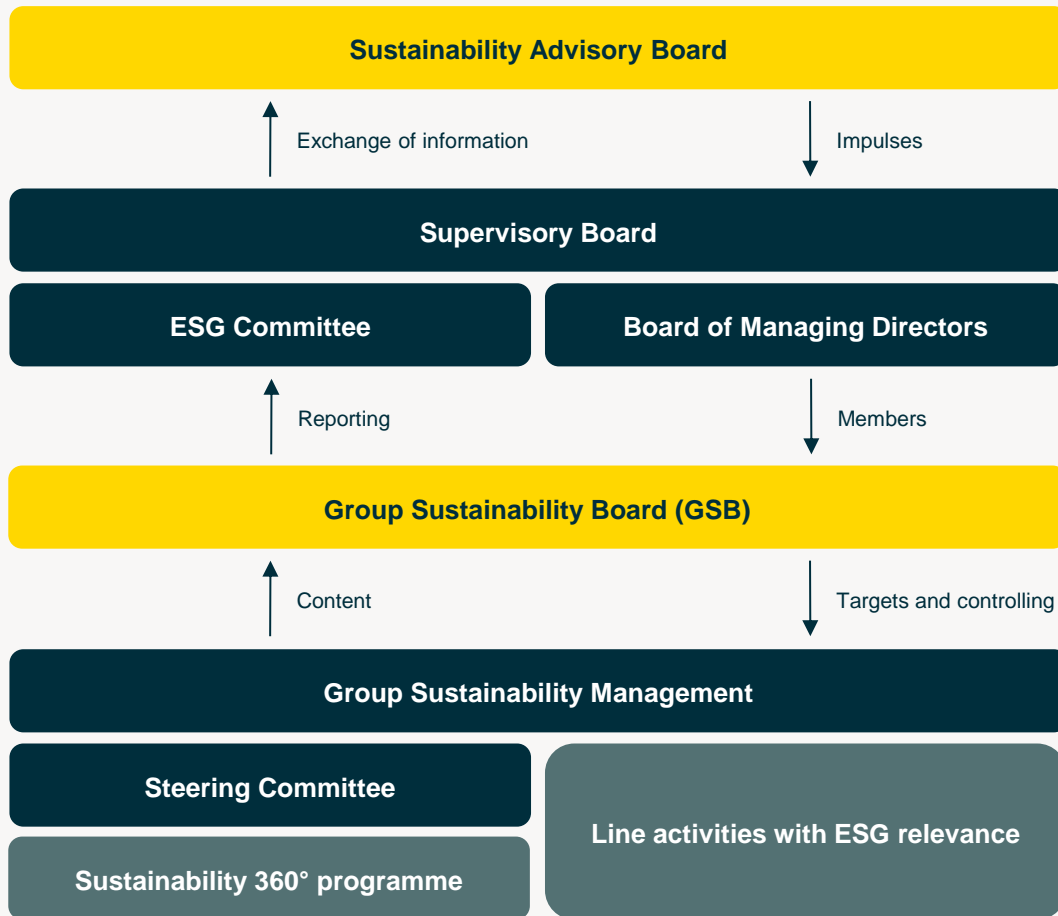 Sustainability Advisory Board
Exchange of information
Impulses
Supervisory Board
ESG Committee
Board of Managing Directors
Reporting
Members
Group Sustainability Board (GSB)
Content
Targets and controlling
Group Sustainability Management
Steering Committee
Line activities with ESG relevance
Sustainability 360° programme